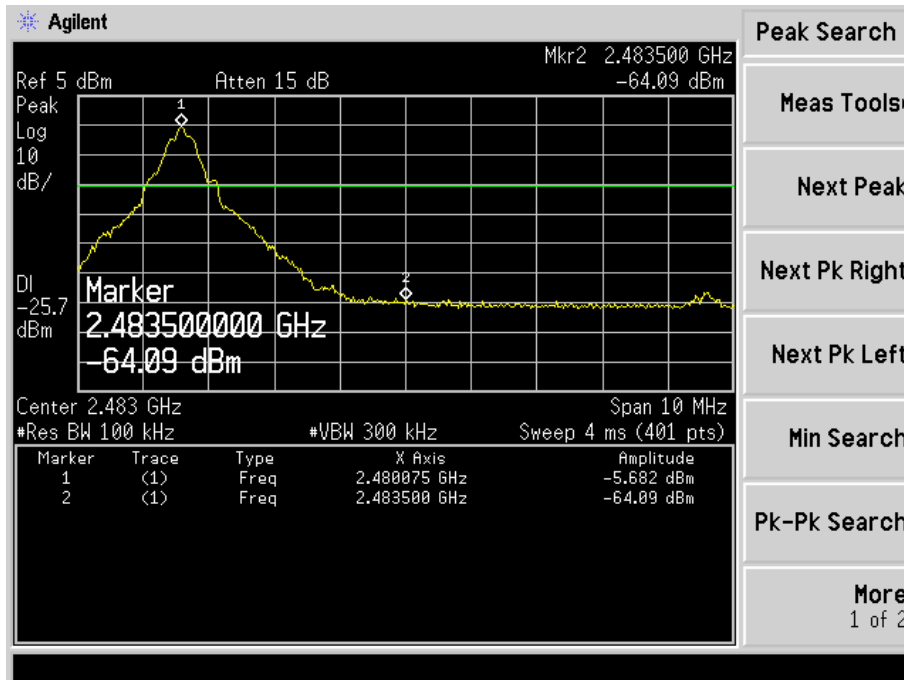 Agilent
Mkr2 2.483500 GHz
Ref 5 dBm Atten 15 dB -64.09 dBm
Peak
Log
10
dB/
1
2
DI
-25.7
dBm
Marker
2.483500000 GHz
-64.09 dBm
Center 2.483 GHz Span 10 MHz
#Res BW 100 kHz #VBW 300 kHz Sweep 4 ms (401 pts)
Marker Trace Type X Axis Amplitude
1 (1) Freq 2.480075 GHz -5.682 dBm
2 (1) Freq 2.483500 GHz -64.09 dBm
Peak Search
Meas Tools
Next Peak
Next Pk Right
Next Pk Left
Min Search
Pk-Pk Search
More
1 of 2